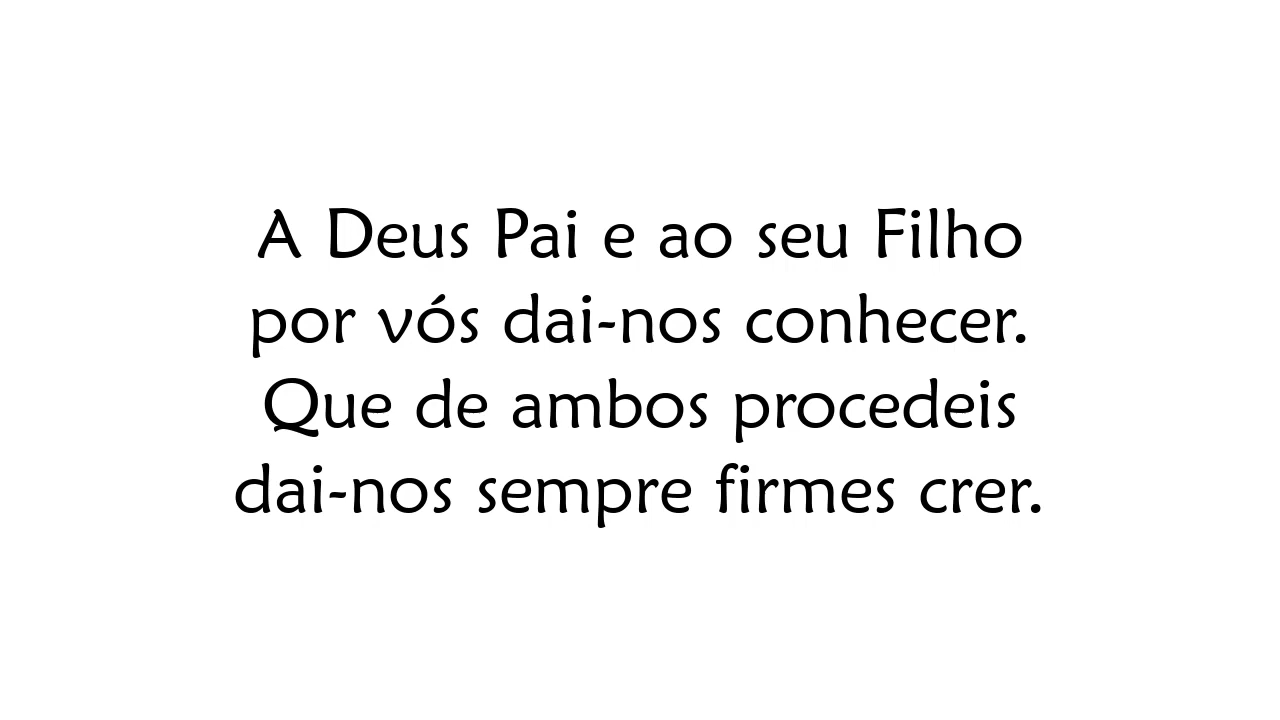 A Deus Pai e ao seu Filho
por vós dai-nos conhecer.
Que de ambos procedeis
dai-nos sempre firmes crer.